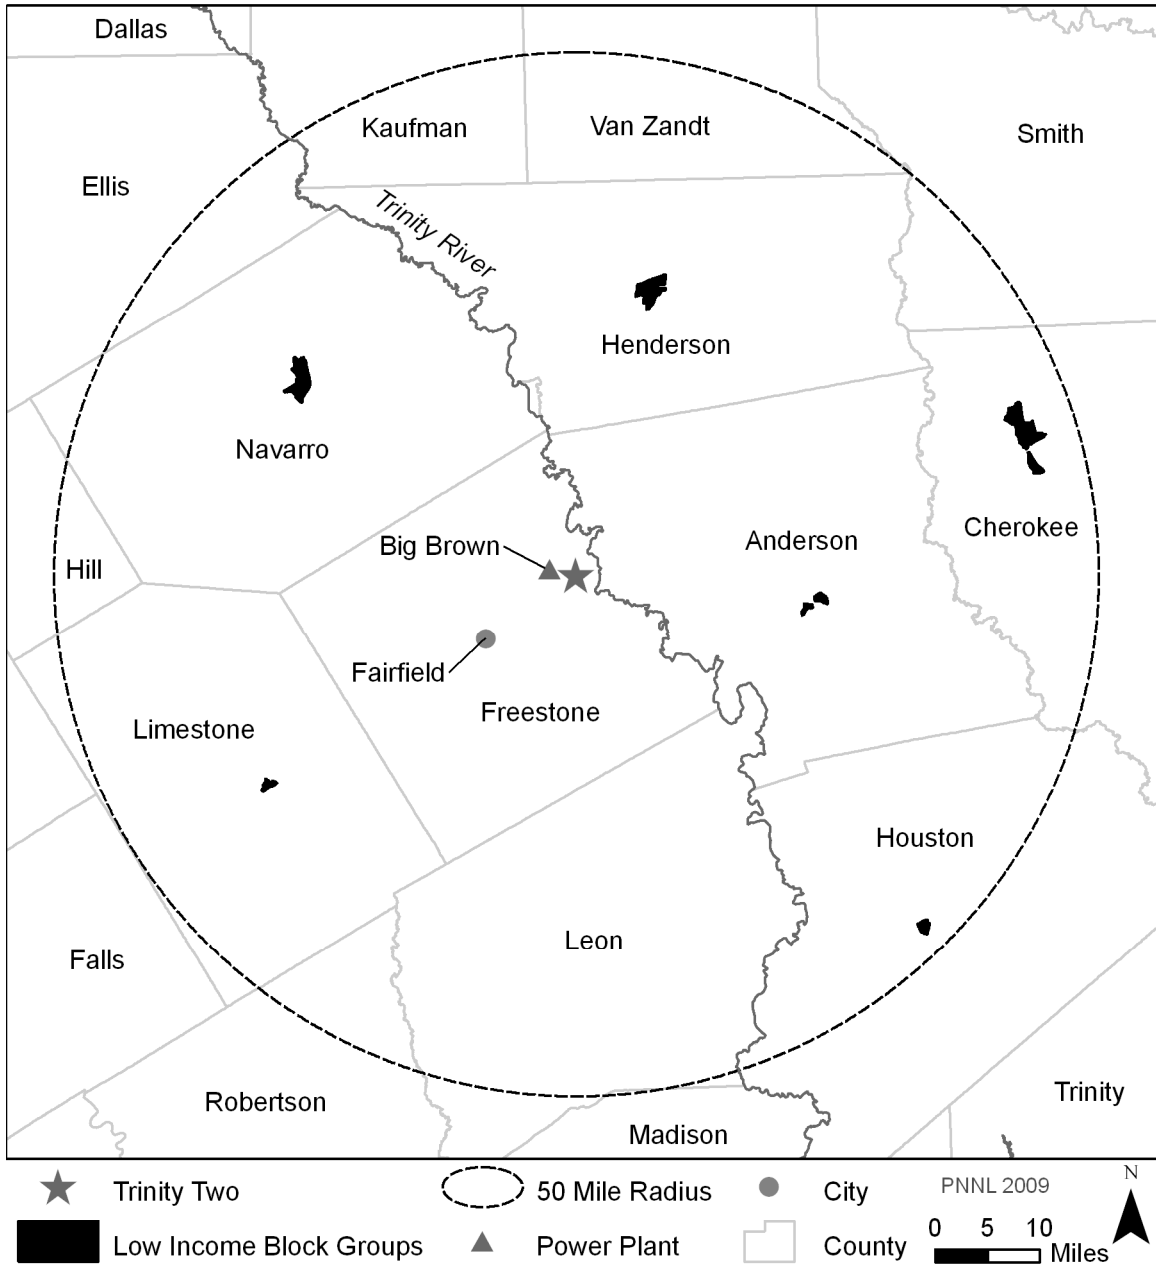 Dallas
Kaufman
Van Zandt
Smith
Ellis
Trinity River
Henderson
Navarro
Cherokee
Anderson
Big Brown
Hill
Fairfield
Freestone
Limestone
Houston
Leon
Falls
Robertson
Trinity
Madison
Trinity Two
50 Mile Radius
City
PNNL 2009
N
Low Income Block Groups
Power Plant
County
0 5 10
Miles